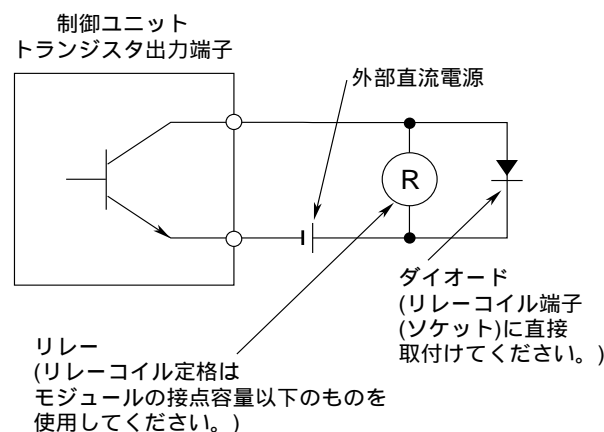 制御ユニット
トランジスタ出力端子
外部直流電源
R
ダイオード
(リレーコイル端子
(ソケット)に直接
取付けてください。)
リレー
(リレーコイル定格は
モジュールの接点容量以下のものを
使用してください。)